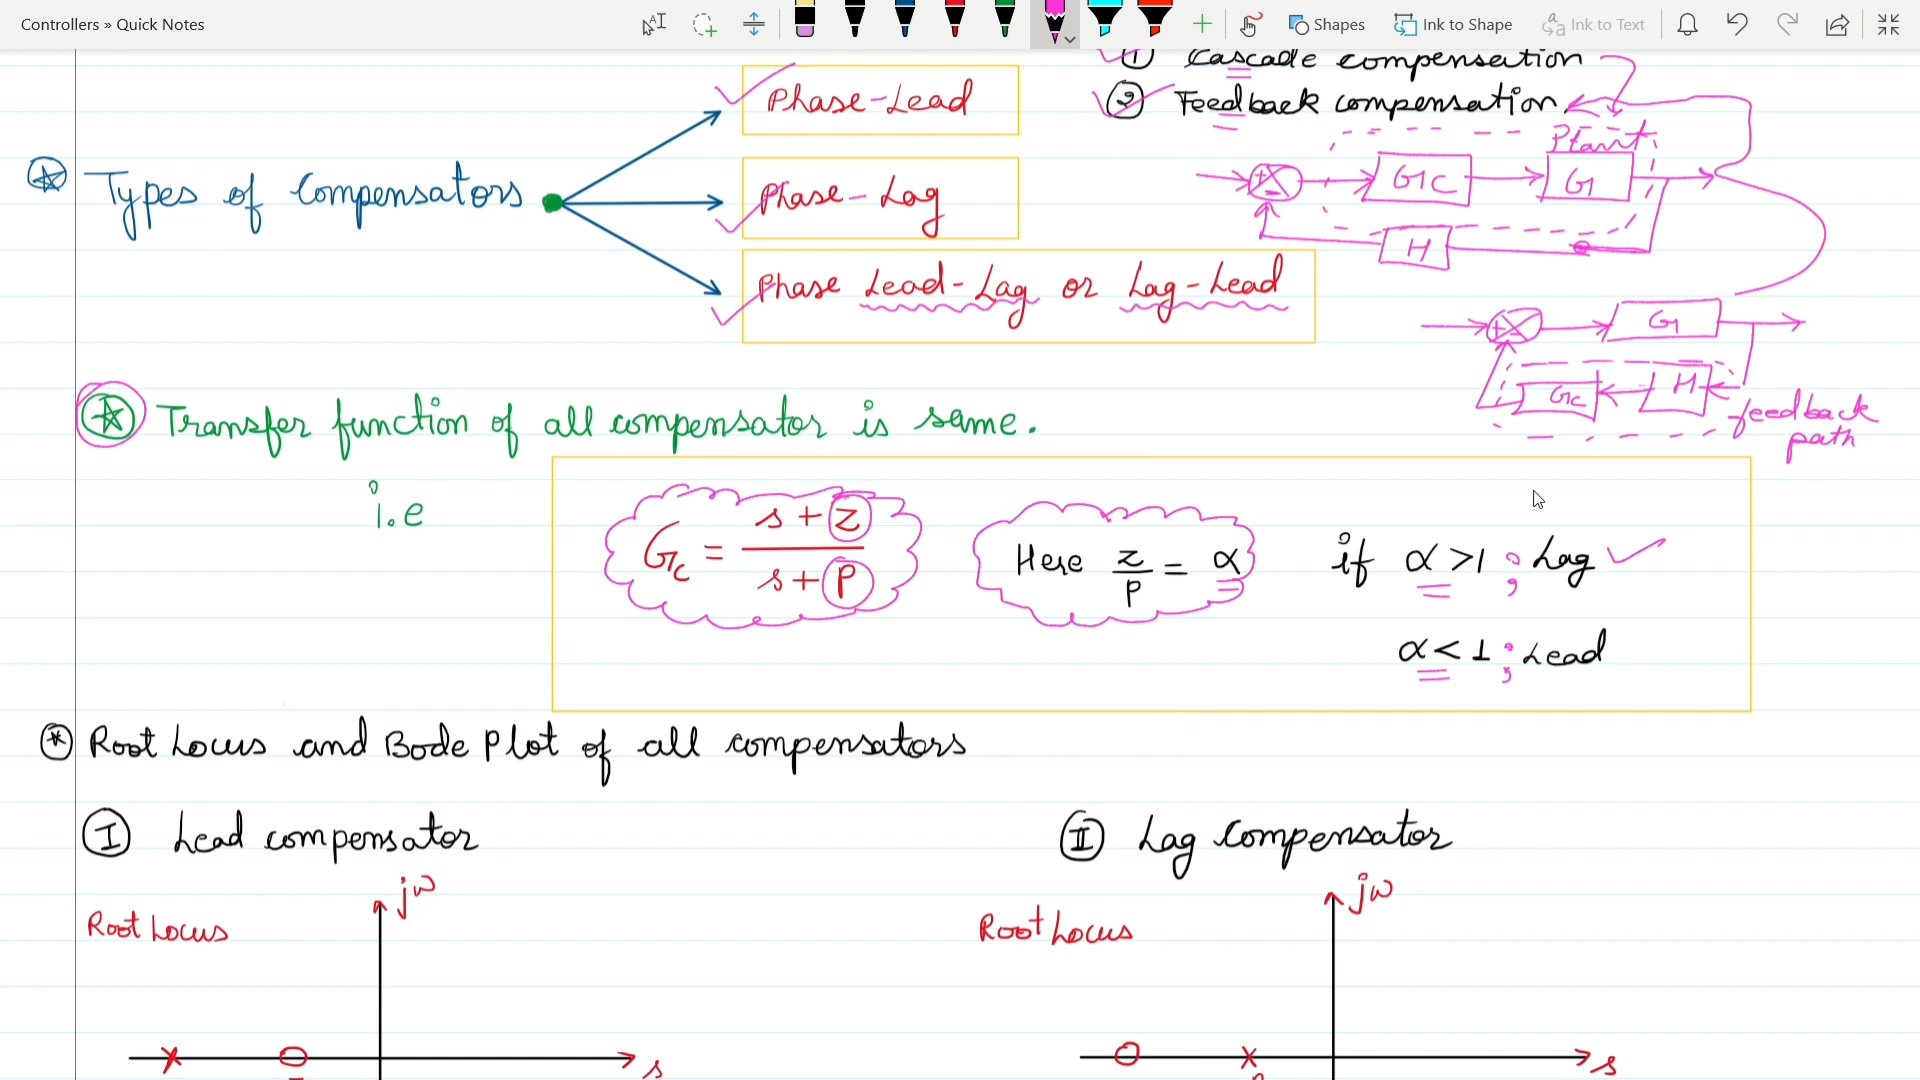 Controllers » Quick Notes
Shapes
Ink to Shape
Ink to Text
① Cascade compensation
② Feedback compensation
Phase-Lead
Types of Compensators
Phase-Lag
Phase Lead-Lag or Lag-Lead
Plant
+ -
Gc
G
H
+ -
G
Gc
H
feedback path
Transfer function of all compensator is same.
i.e
Gc = s+z / s+p
Here z/p = α
if α >1 ; Lag
α < 1 ; Lead
Root Locus and Bode Plot of all compensators
I Lead compensator
II Lag Compensator
jω
jω
Root Locus
Root Locus
s
s